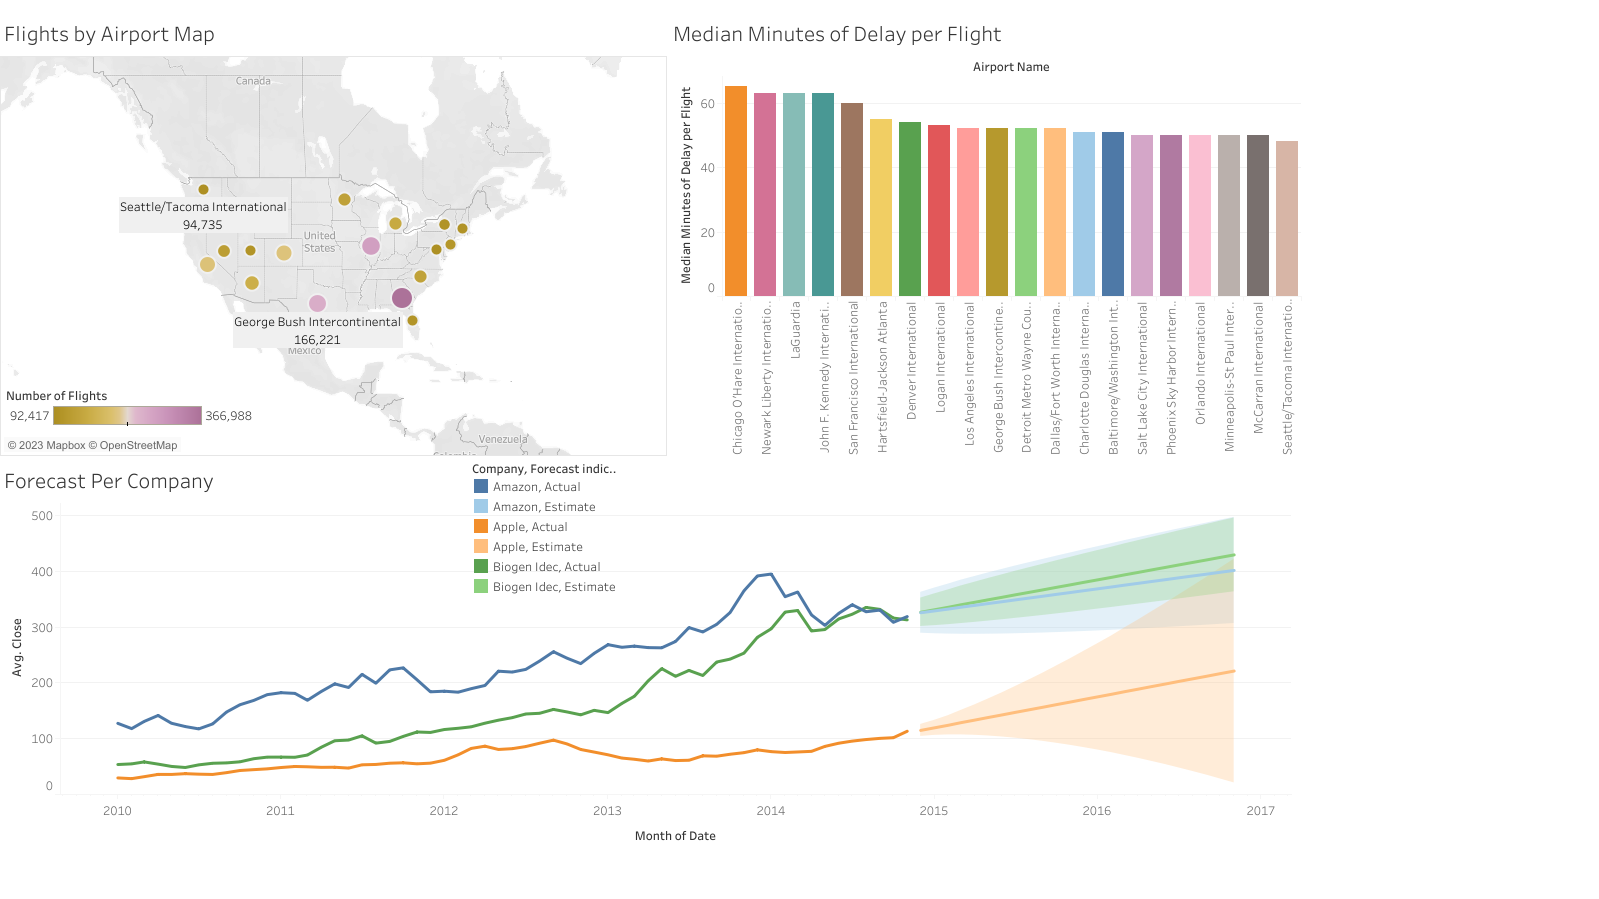 Flights by Airport Map
Canada
Seattle/Tacoma International
94,735
United
States
George Bush Intercontinental
166,221
Mexico
Number of Flights
92,417
366,988
Venezuela
© 2023 Mapbox © OpenStreetMap
Median Minutes of Delay per Flight
Airport Name
Median Minutes of Delay per Flight
60
40
20
0
Chicago O'Hare Internatio..
Newark Liberty Internatio..
LaGuardia
John F. Kennedy Internati..
San Francisco International
Hartsfield-Jackson Atlanta
Denver International
Logan International
Los Angeles International
George Bush Intercontine..
Detroit Metro Wayne Cou..
Dallas/Fort Worth Interna..
Charlotte Douglas Interna..
Baltimore/Washington Int..
Salt Lake City International
Phoenix Sky Harbor Intern..
Orlando International
Minneapolis-St Paul Inter..
McCarran International
Seattle/Tacoma Internatio..
Forecast Per Company
Company, Forecast indic..
Amazon, Actual
Amazon, Estimate
Apple, Actual
Apple, Estimate
Biogen Idec, Actual
Biogen Idec, Estimate
Avg. Close
500
400
300
200
100
0
2010
2011
2012
2013
2014
2015
2016
2017
Month of Date